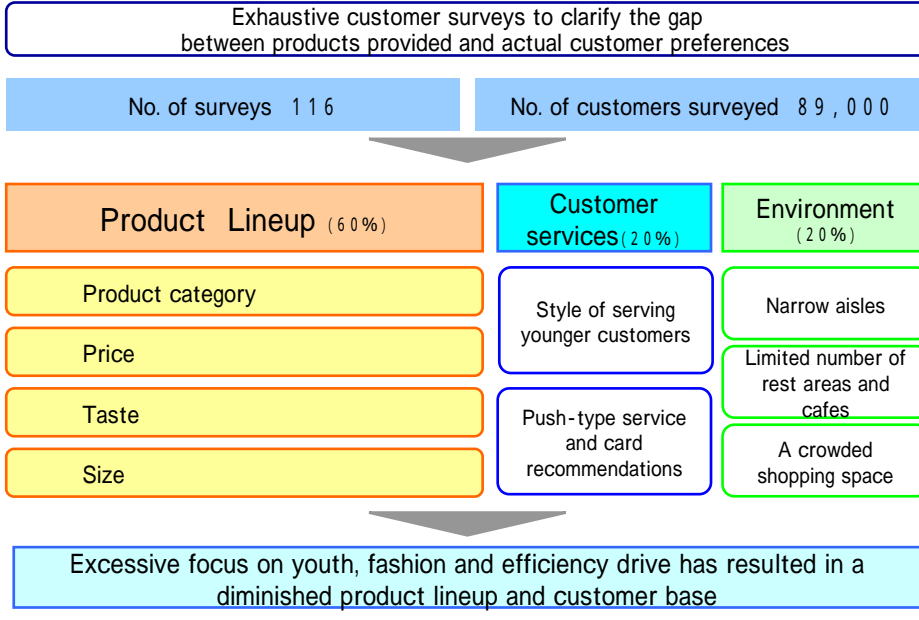 Exhaustive customer surveys to clarify the gap
between products provided and actual customer preferences
No. of surveys 116
No. of customers surveyed 89,000
Product Lineup (60%)
Customer
services(20%)
Environment
(20%)
Product category
Price
Taste
Size
Style of serving
younger customers
Push-type service
and card
recommendations
Narrow aisles
Limited number of
rest areas and
cafes
A crowded
shopping space
Excessive focus on youth, fashion and efficiency drive has resulted in a
diminished product lineup and customer base